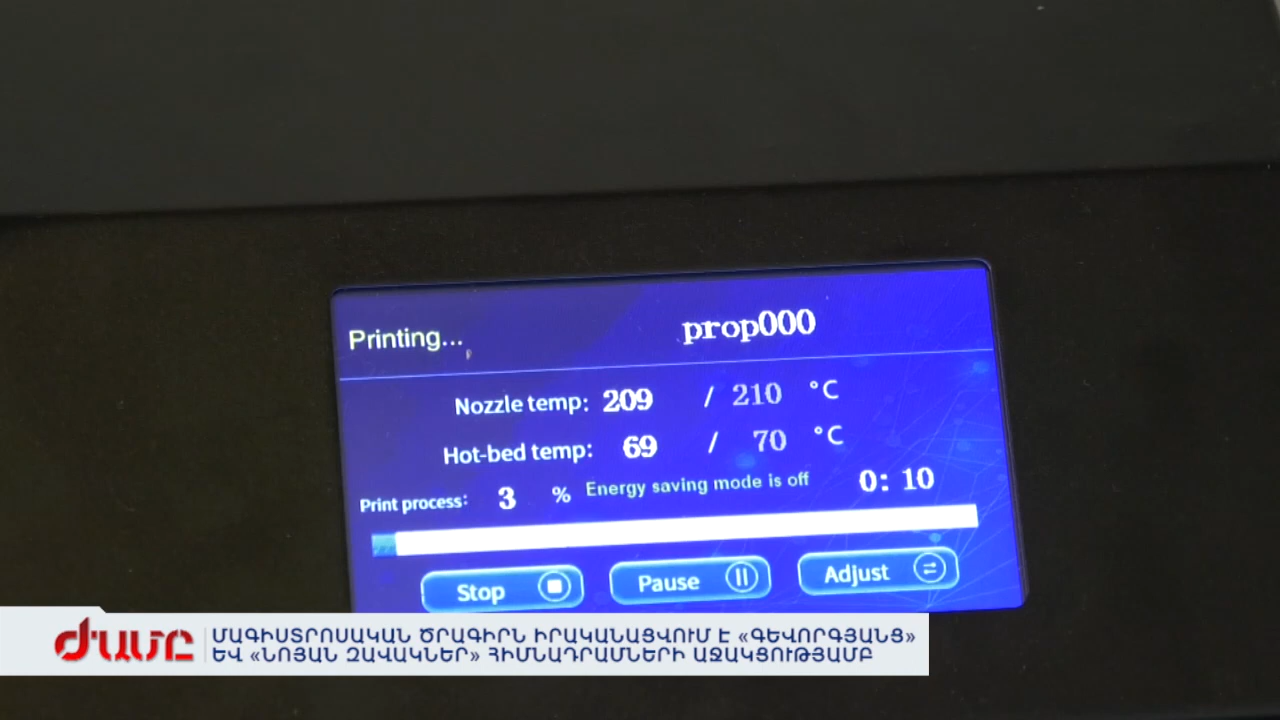 Printing... prop000
Nozzle temp: 209 / 210 °C
Hot-bed temp: 69 / 70 °C
Print process: 3 % Energy saving mode is off 0: 10
Stop Pause Adjust
ԺԱՄԸ
ՄԱԳԻՍՏՐՈՍԱԿԱՆ ԾՐԱԳԻՐՆ ԻՐԱԿԱՆԱՑՎՈՒՄ Է «ԳԵՎՈՐԳՅԱՆՑ»
ԵՎ «ՆՈՅԱՆ ԶԱՎԱԿՆԵՐ» ՀԻՄՆԱԴՐԱՄՆԵՐԻ ԱՋԱԿՑՈՒԹՅԱՄԲ